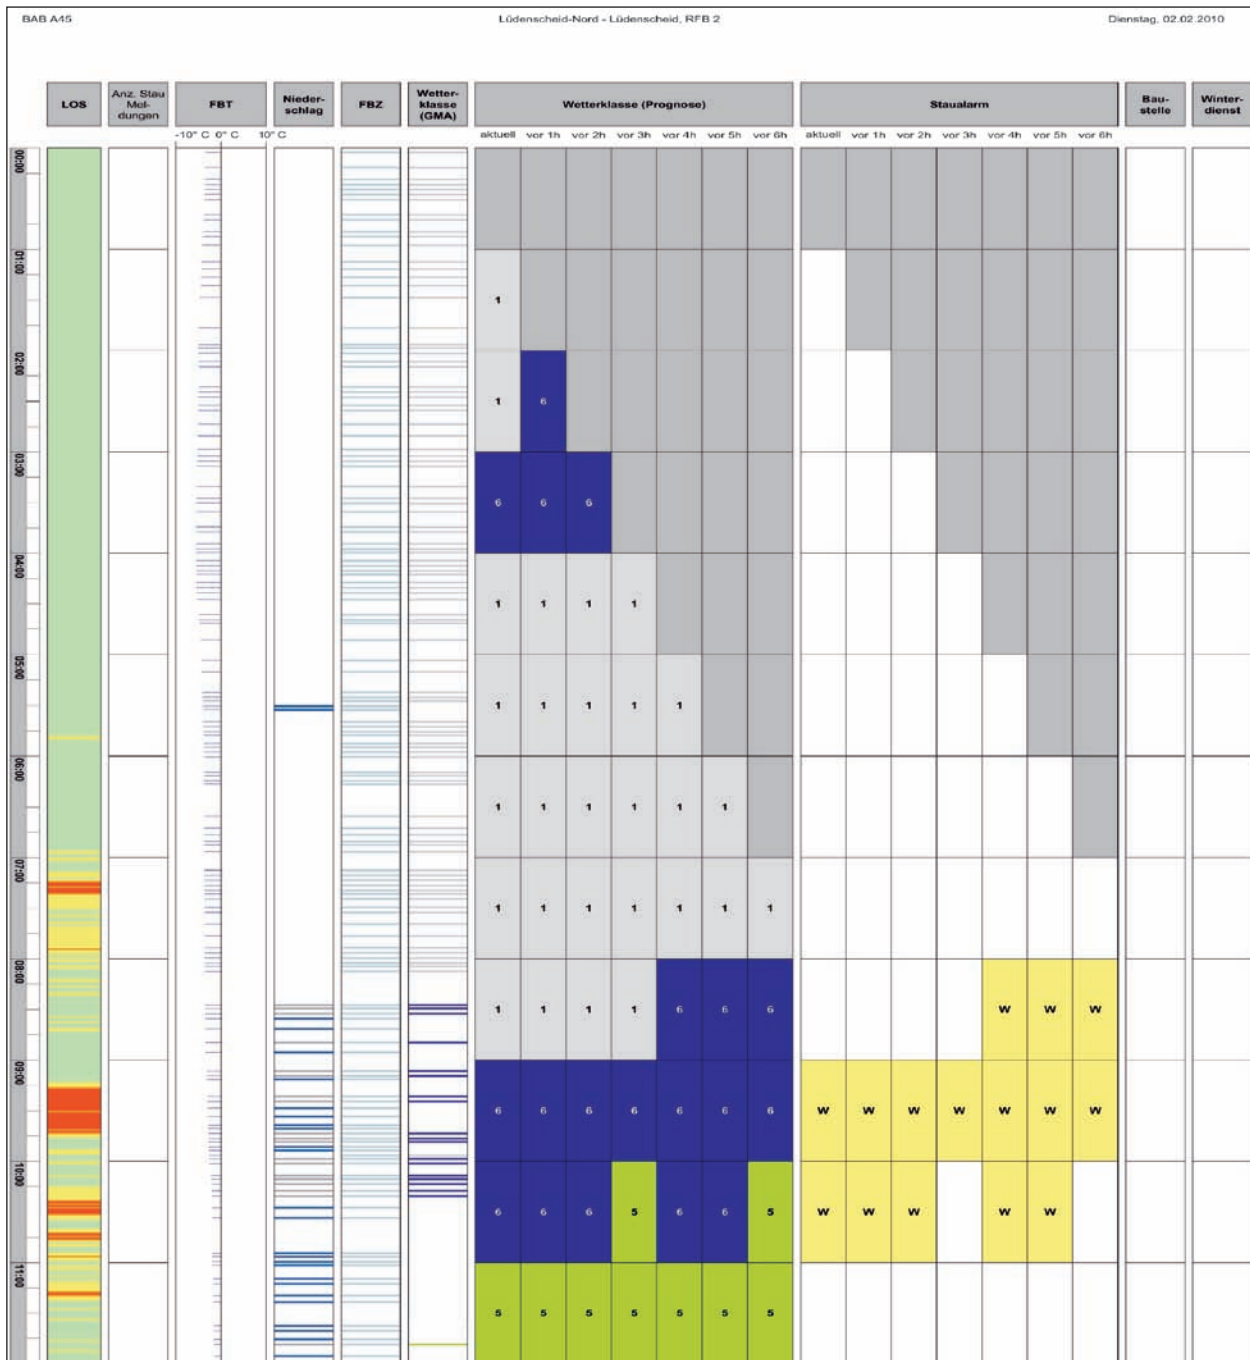 BAB A45 Lüdenscheid-Nord - Lüdenscheid, RFB 2 Dienstag, 02.02.2010
LOS Anz. Stau Mel- dungen FBT Nieder- schlag FBZ Wetter- klasse (GMA) Wetterklasse (Prognose) Staualarm Bau- stelle Winter- dienst
-10° C 0° C 10° C aktuell vor 1h vor 2h vor 3h vor 4h vor 5h vor 6h aktuell vor 1h vor 2h vor 3h vor 4h vor 5h vor 6h
00:00
01:00 1
02:00 1 6
03:00 6 6 6
04:00 1 1 1 1
05:00 1 1 1 1 1
06:00 1 1 1 1 1 1
07:00 1 1 1 1 1 1 1
08:00 1 1 1 1 6 6 6 W W W
09:00 6 6 6 6 6 6 6 W W W W W W W
10:00 6 6 6 5 6 6 5 W W W W W
11:00 5 5 5 5 5 5 5